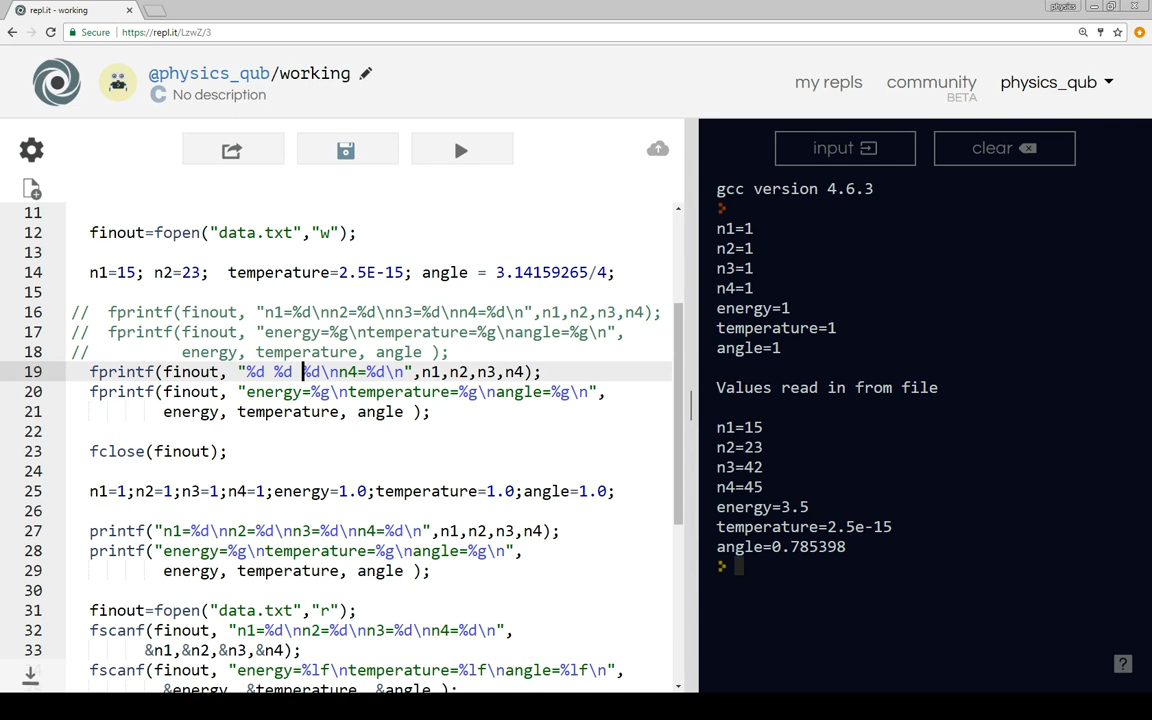 repl.it - working
physics
Secure
https://repl.it/LzwZ/3
@physics_qub/working
No description
my repls
community
BETA
physics_qub
11
12 finout=fopen("data.txt","w");
13
14 n1=15; n2=23; temperature=2.5E-15; angle = 3.14159265/4;
15
16 // fprintf(finout, "n1=%d\nn2=%d\nn3=%d\nn4=%d\n",n1,n2,n3,n4);
17 // fprintf(finout, "energy=%g\ntemperature=%g\nangle=%g\n",
18 // energy, temperature, angle );
19 fprintf(finout, "%d %d %d\nn4=%d\n",n1,n2,n3,n4);
20 fprintf(finout, "energy=%g\ntemperature=%g\nangle=%g\n",
21 energy, temperature, angle );
22
23 fclose(finout);
24
25 n1=1;n2=1;n3=1;n4=1;energy=1.0;temperature=1.0;angle=1.0;
26
27 printf("n1=%d\nn2=%d\nn3=%d\nn4=%d\n",n1,n2,n3,n4);
28 printf("energy=%g\ntemperature=%g\nangle=%g\n",
29 energy, temperature, angle );
30
31 finout=fopen("data.txt","r");
32 fscanf(finout, "n1=%d\nn2=%d\nn3=%d\nn4=%d\n",
33 &n1,&n2,&n3,&n4);
fscanf(finout, "energy=%lf\ntemperature=%lf\nangle=%lf\n",
&energy, &temperature, &angle );
input
clear
gcc version 4.6.3
n1=1
n2=1
n3=1
n4=1
energy=1
temperature=1
angle=1
Values read in from file
n1=15
n2=23
n3=42
n4=45
energy=3.5
temperature=2.5e-15
angle=0.785398
?